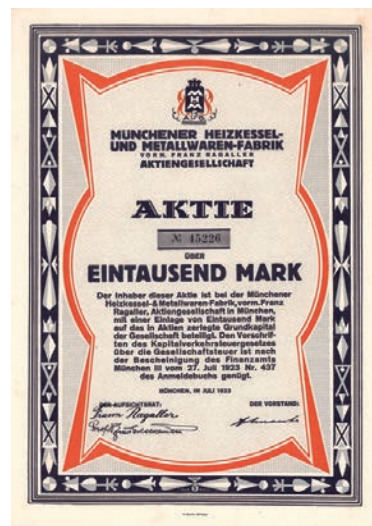 MÜNCHENER HEIZKESSEL-
UND METALLWAREN-FABRIK
VORM. FRANZ RAGALLER
AKTIENGESELLSCHAFT
AKTIE
№ 45226
ÜBER
EINTAUSEND MARK
Der Inhaber dieser Aktie ist bei der Münchener
Heizkessel-& Metallwaren-Fabrik, vorm. Franz
Ragaller, Aktiengesellschaft in München,
mit einer Einlage von Eintausend Mark
auf das in Aktien zerlegte Grundkapital
der Gesellschaft beteiligt. Den Vorschrif-
ten des Kapitalverkehrsteuergesetzes
über die Gesellschaftsteuer ist nach
der Bescheinigung des Finanzamts
München III vom 27. Juli 1923 Nr. 437
des Anmeldebuchs genügt.
MÜNCHEN, IM JULI 1923
DER AUFSICHTSRAT: DER VORSTAND:
Franz Ragaller